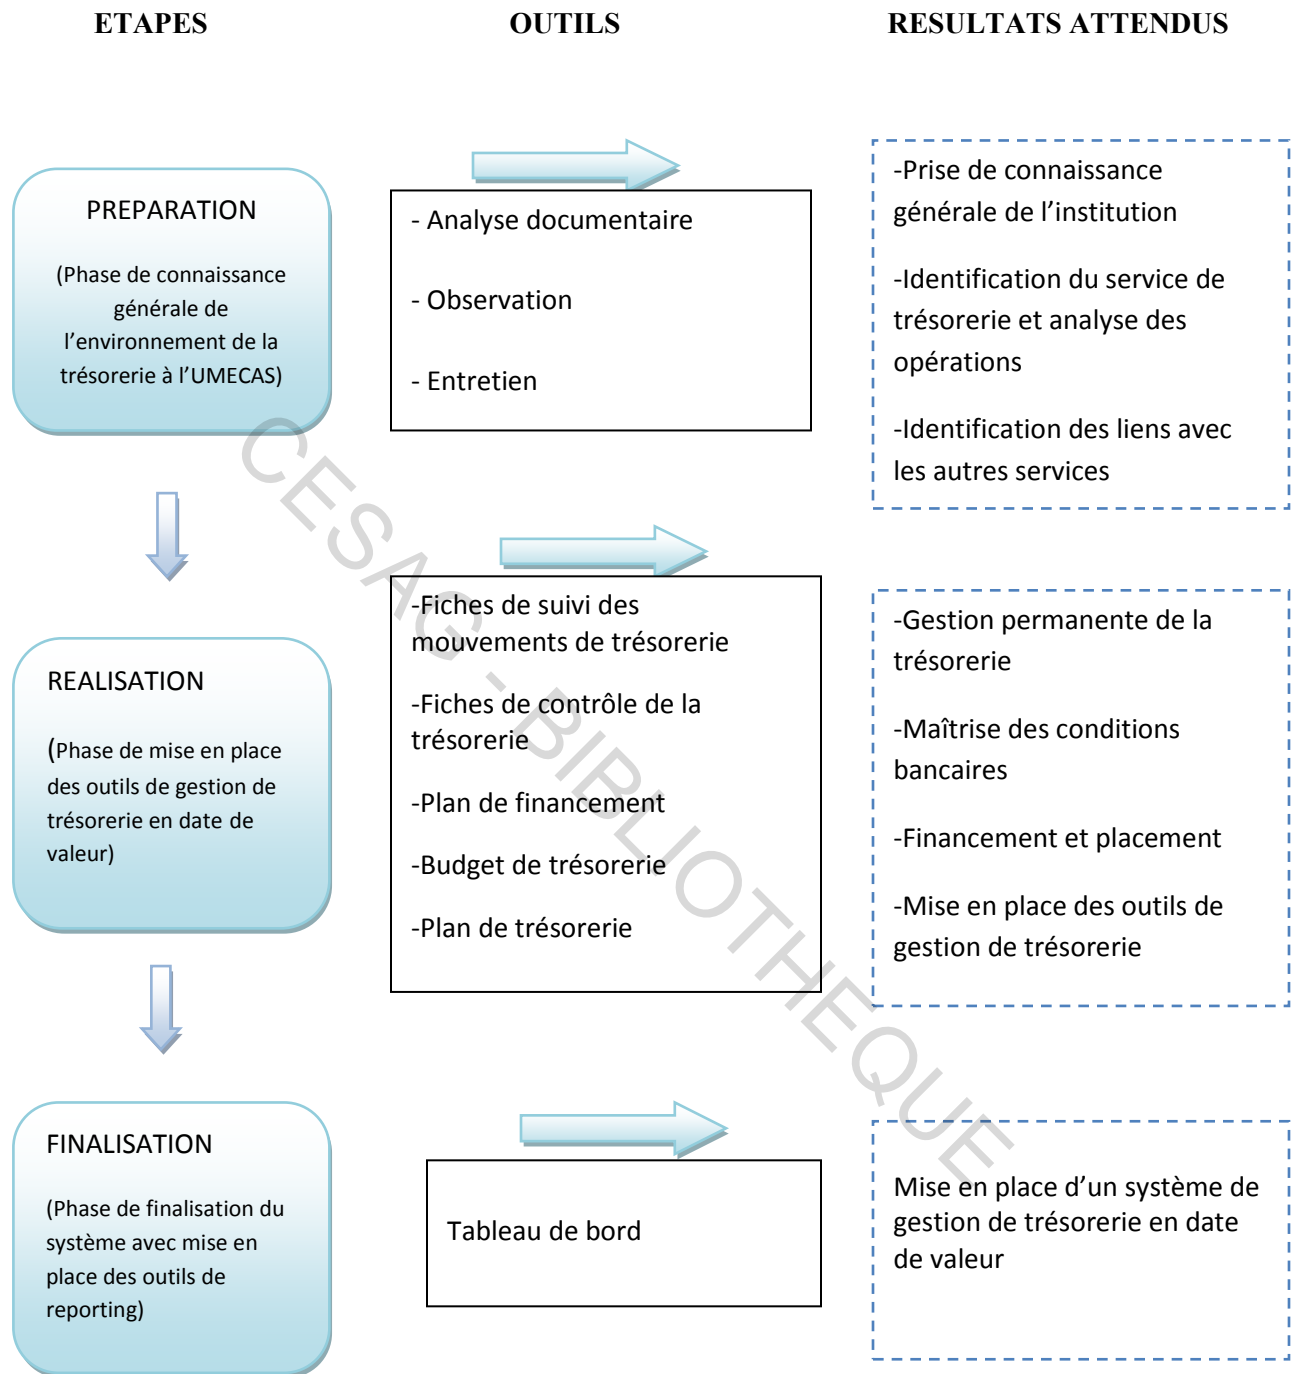 ETAPES
OUTILS
RESULTATS ATTENDUS
PREPARATION
(Phase de connaissance
générale de
l’environnement de la
trésorerie à l’UMECAS)
- Analyse documentaire
- Observation
- Entretien
-Prise de connaissance
générale de l’institution
-Identification du service de
trésorerie et analyse des
opérations
-Identification des liens avec
les autres services
REALISATION
(Phase de mise en place
des outils de gestion de
trésorerie en date de
valeur)
-Fiches de suivi des
mouvements de trésorerie
-Fiches de contrôle de la
trésorerie
-Plan de financement
-Budget de trésorerie
-Plan de trésorerie
-Gestion permanente de la
trésorerie
-Maîtrise des conditions
bancaires
-Financement et placement
-Mise en place des outils de
gestion de trésorerie
FINALISATION
(Phase de finalisation du
système avec mise en
place des outils de
reporting)
Tableau de bord
Mise en place d’un système de
gestion de trésorerie en date
de valeur
CESAG - BIBLIOTHEQUE